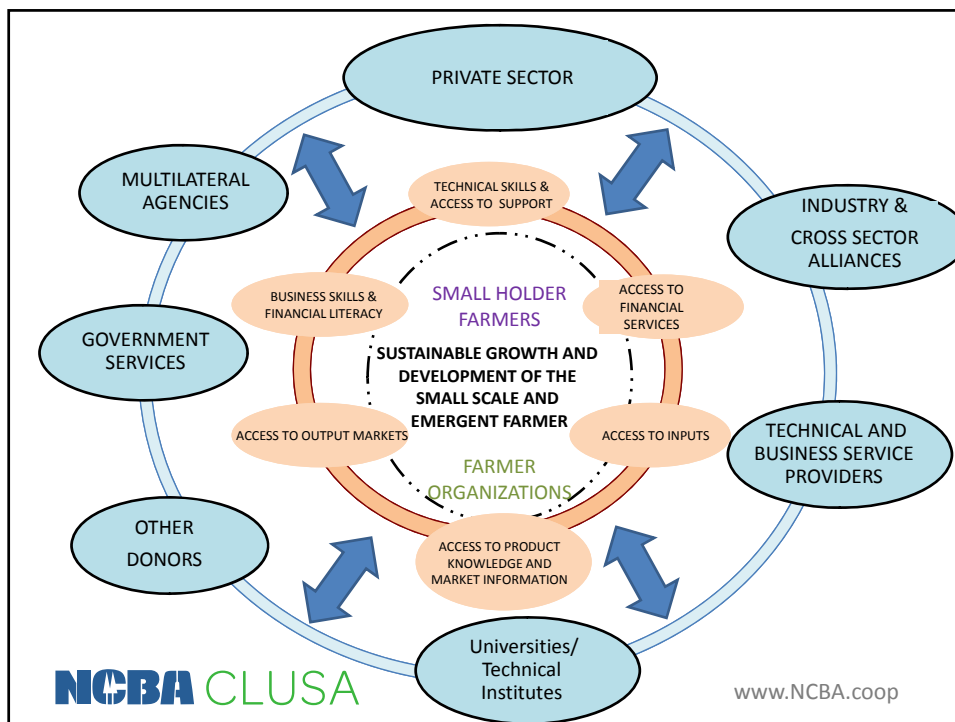 PRIVATE SECTOR
MULTILATERAL
AGENCIES
TECHNICAL SKILLS &
ACCESS TO SUPPORT
INDUSTRY &
CROSS SECTOR
ALLIANCES
BUSINESS SKILLS &
FINANCIAL LITERACY
SMALL HOLDER
FARMERS
ACCESS TO
FINANCIAL
SERVICES
GOVERNMENT
SERVICES
SUSTAINABLE GROWTH AND
DEVELOPMENT OF THE
SMALL SCALE AND
EMERGENT FARMER
ACCESS TO OUTPUT MARKETS
ACCESS TO INPUTS
TECHNICAL AND
BUSINESS SERVICE
PROVIDERS
FARMER
ORGANIZATIONS
OTHER
DONORS
ACCESS TO PRODUCT
KNOWLEDGE AND
MARKET INFORMATION
Universities/
Technical
Institutes
NCBA CLUSA
www.NCBA.coop